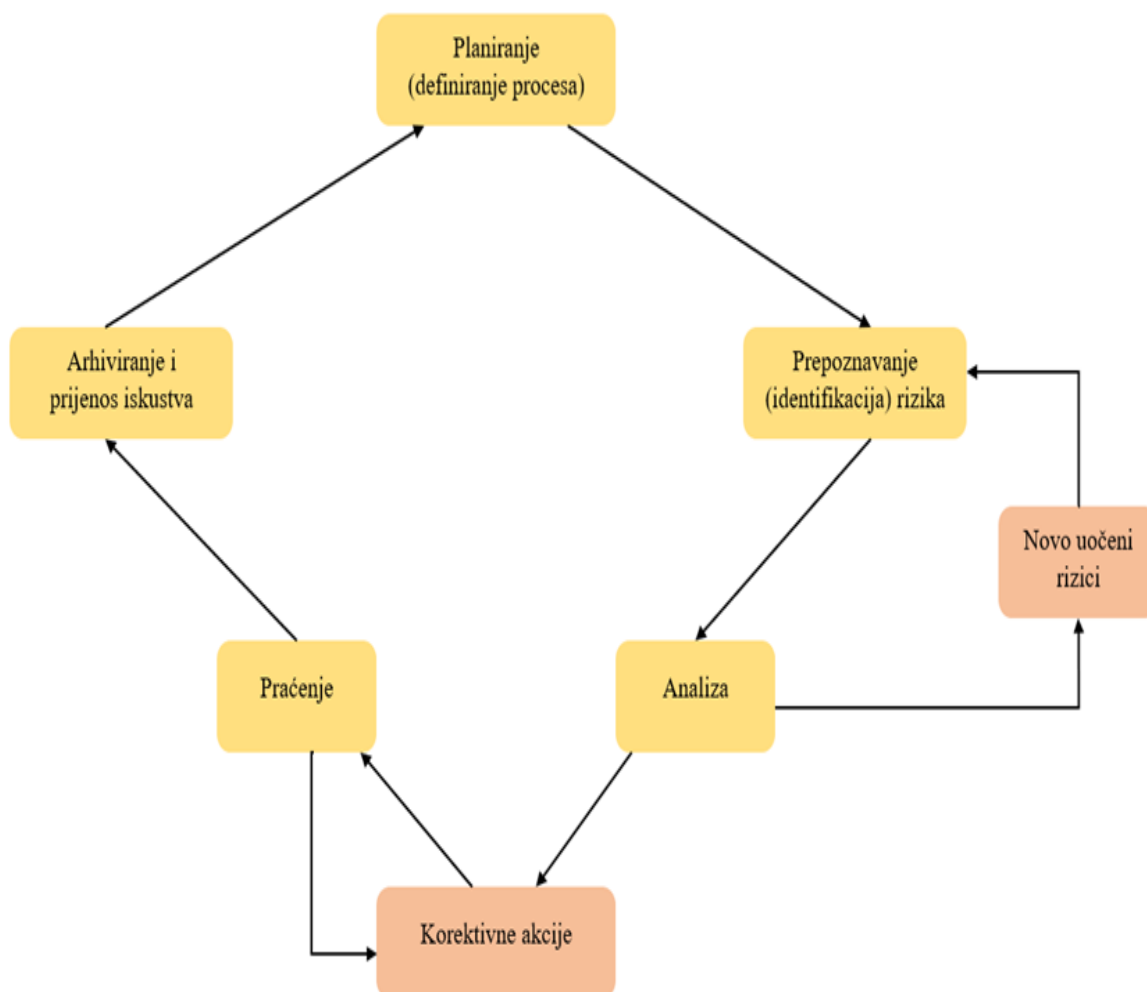 Planiranje
(definiranje procesa)
Arhiviranje i
prijenos iskustva
Prepoznavanje
(identifikacija) rizika
Novo uočeni
rizici
Praćenje
Analiza
Korektivne akcije